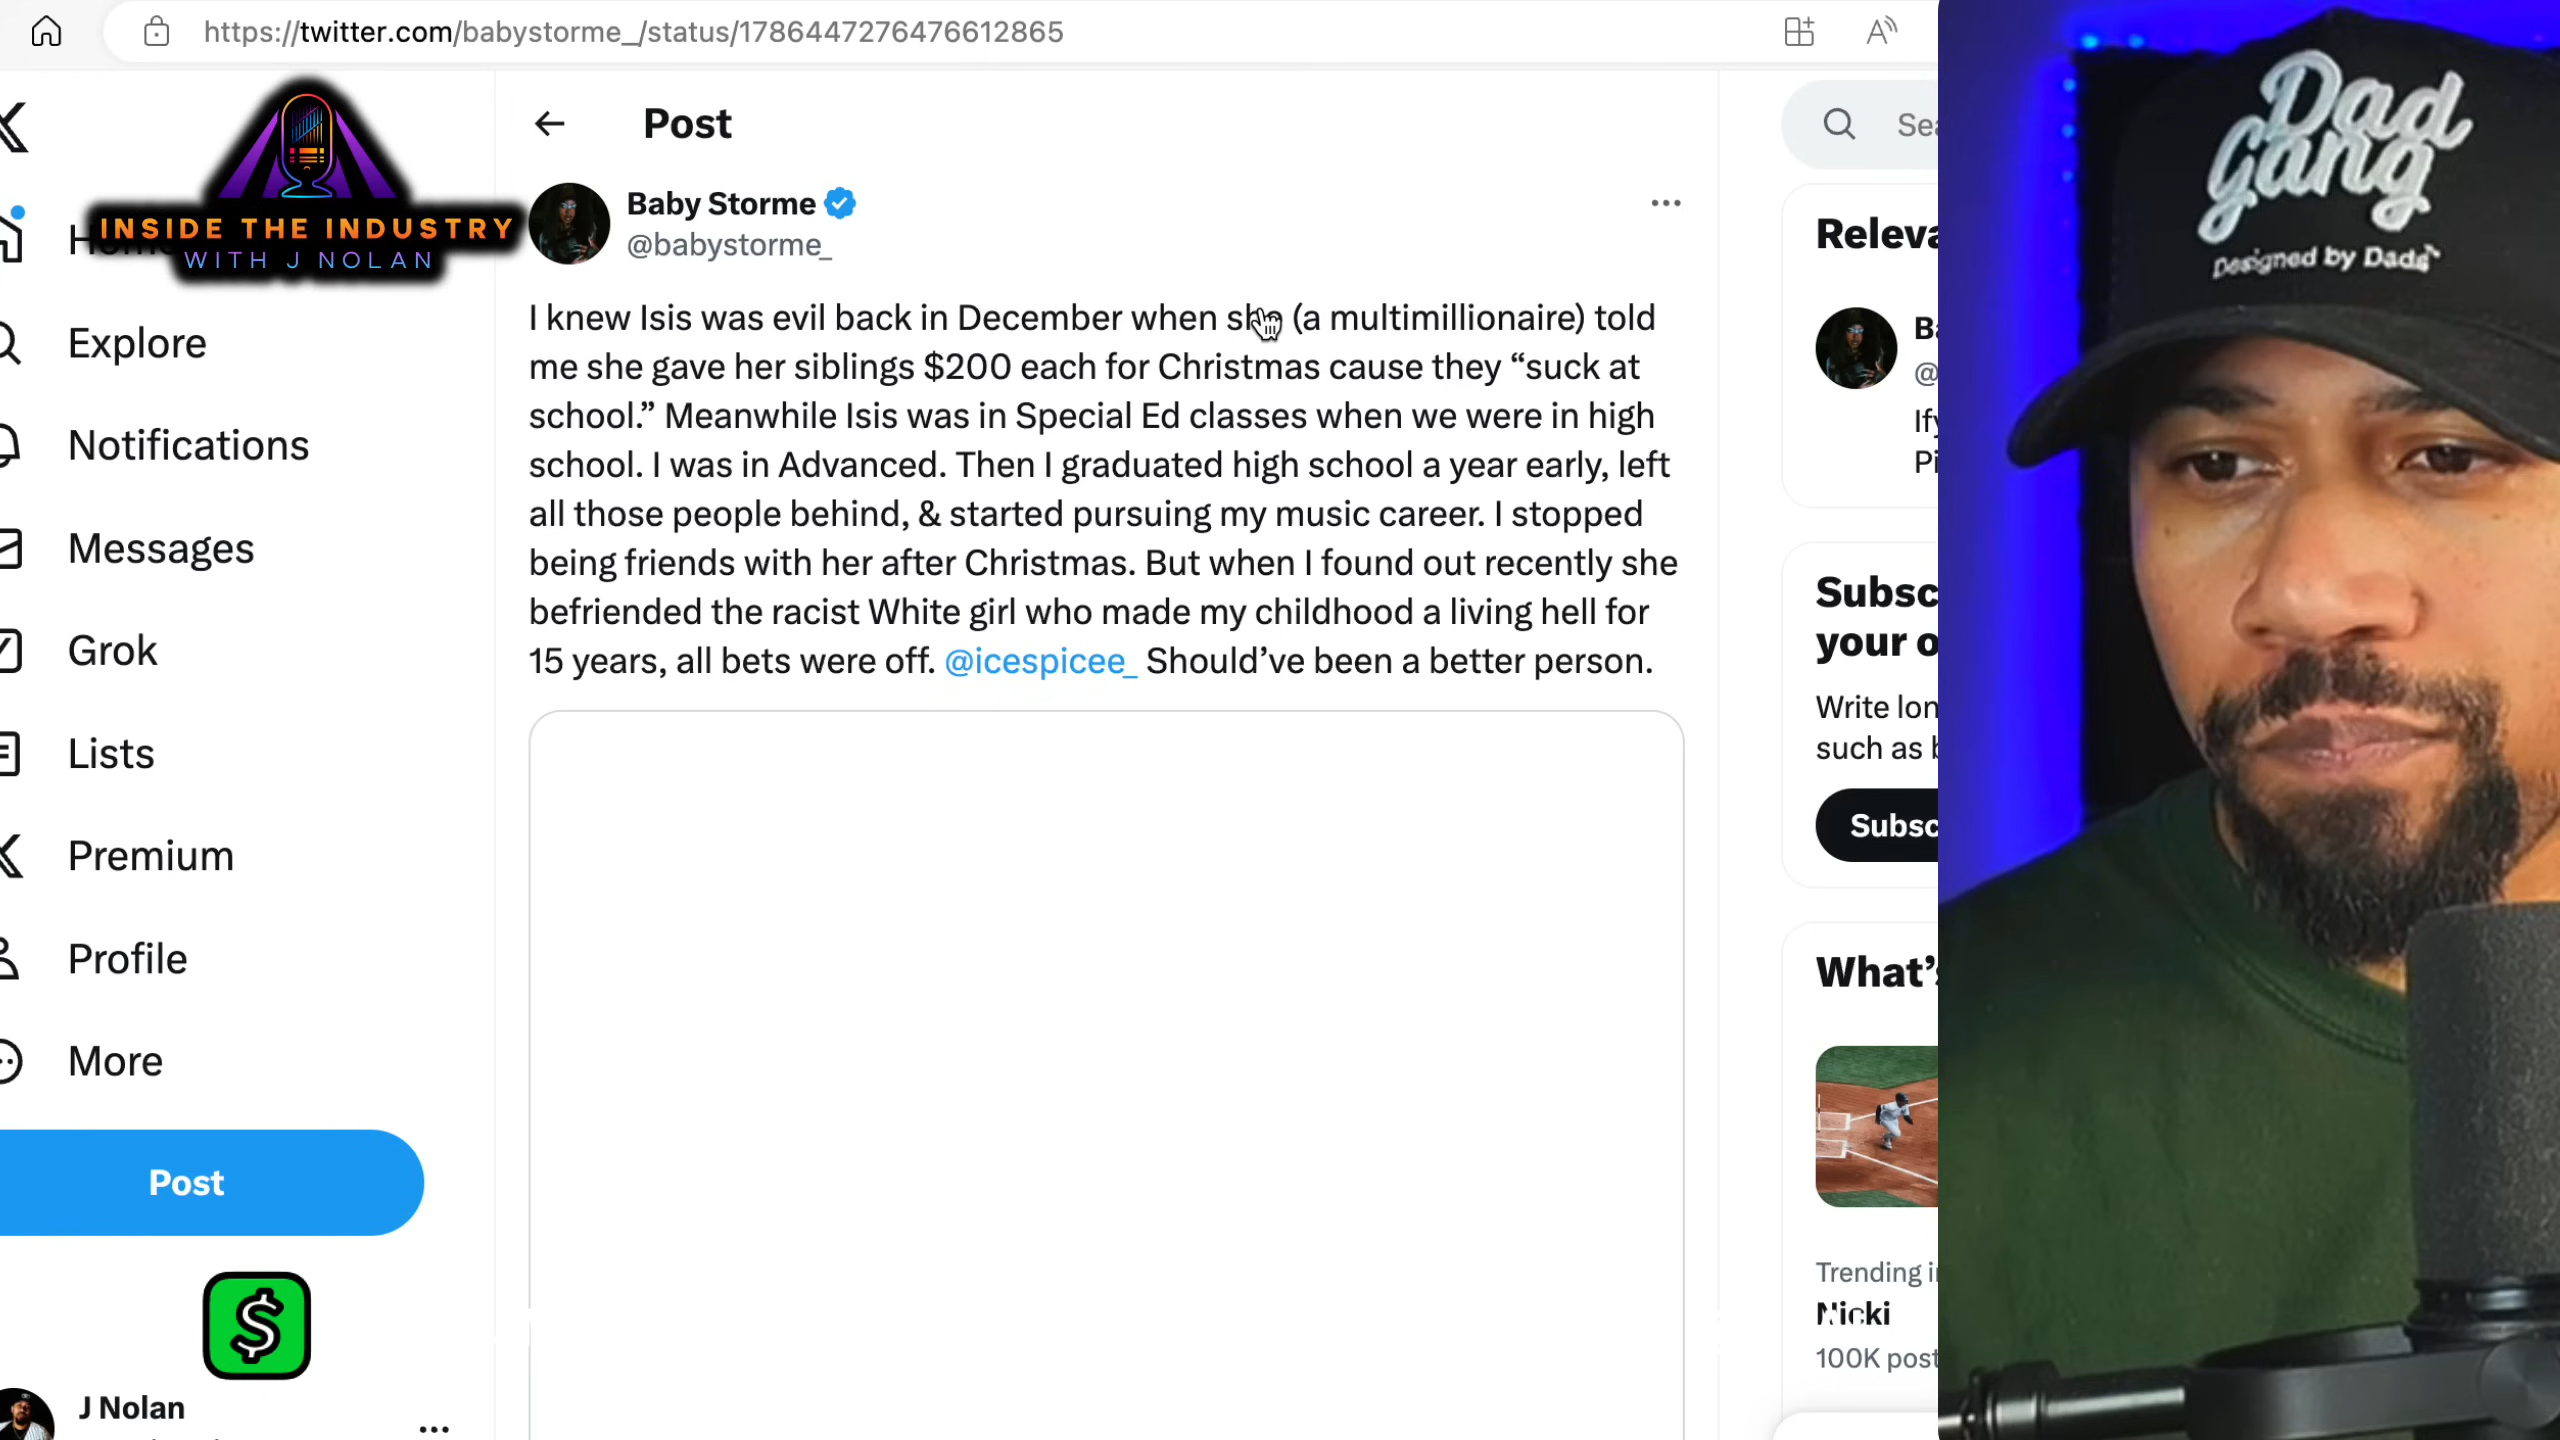 https://twitter.com/babystorme_/status/1786447276476612865
INSIDE THE INDUSTRY
WITH J NOLAN
Home
Explore
Notifications
Messages
Grok
Lists
Premium
Profile
More
Post
$
J Nolan
Post
Baby Storme
@babystorme_
I knew Isis was evil back in December when she (a multimillionaire) told
me she gave her siblings $200 each for Christmas cause they “suck at
school.” Meanwhile Isis was in Special Ed classes when we were in high
school. I was in Advanced. Then I graduated high school a year early, left
all those people behind, & started pursuing my music career. I stopped
being friends with her after Christmas. But when I found out recently she
befriended the racist White girl who made my childhood a living hell for
15 years, all bets were off. @icespicee_ Should’ve been a better person.
Sea
Releva
Ba
@
Ify
Pi
Subsc
your o
Write lon
such as b
Subsc
What’s
Trending i
Nicki
100K post
Dad
Gang
Designed by Dads